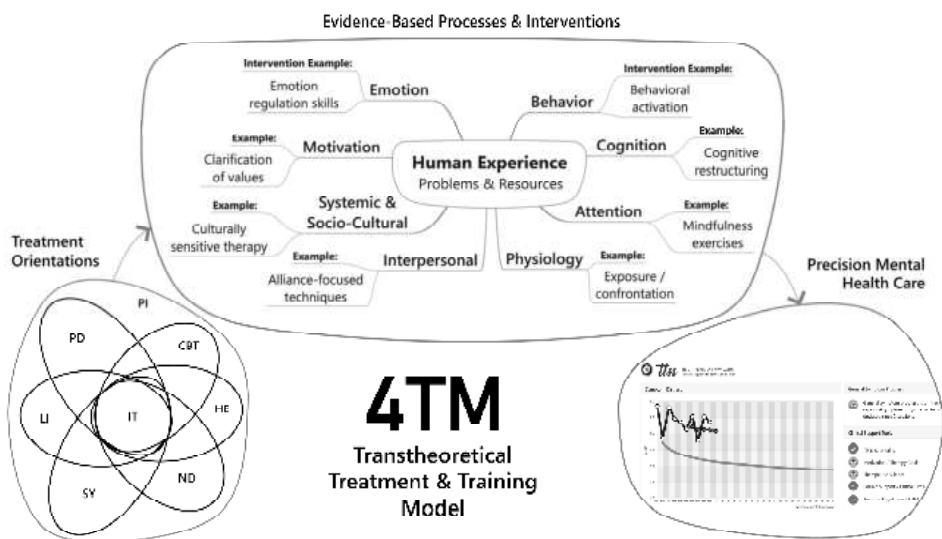 Evidence-Based Processes & Interventions
Intervention Example:
Emotion
regulation skills
Emotion
Behavior
Intervention Example:
Behavioral
activation
Example:
Clarification
of values
Motivation
Human Experience
Problems & Resources
Cognition
Example:
Cognitive
restructuring
Example:
Culturally
sensitive therapy
Systemic &
Socio-Cultural
Attention
Example:
Mindfulness
exercises
Example:
Alliance-focused
techniques
Interpersonal
Physiology
Example:
Exposure /
confrontation
Treatment
Orientations
Precision Mental
Health Care
PI
PD
CBT
LI
IT
HE
SY
ND
4TM
Transtheoretical
Treatment & Training
Model